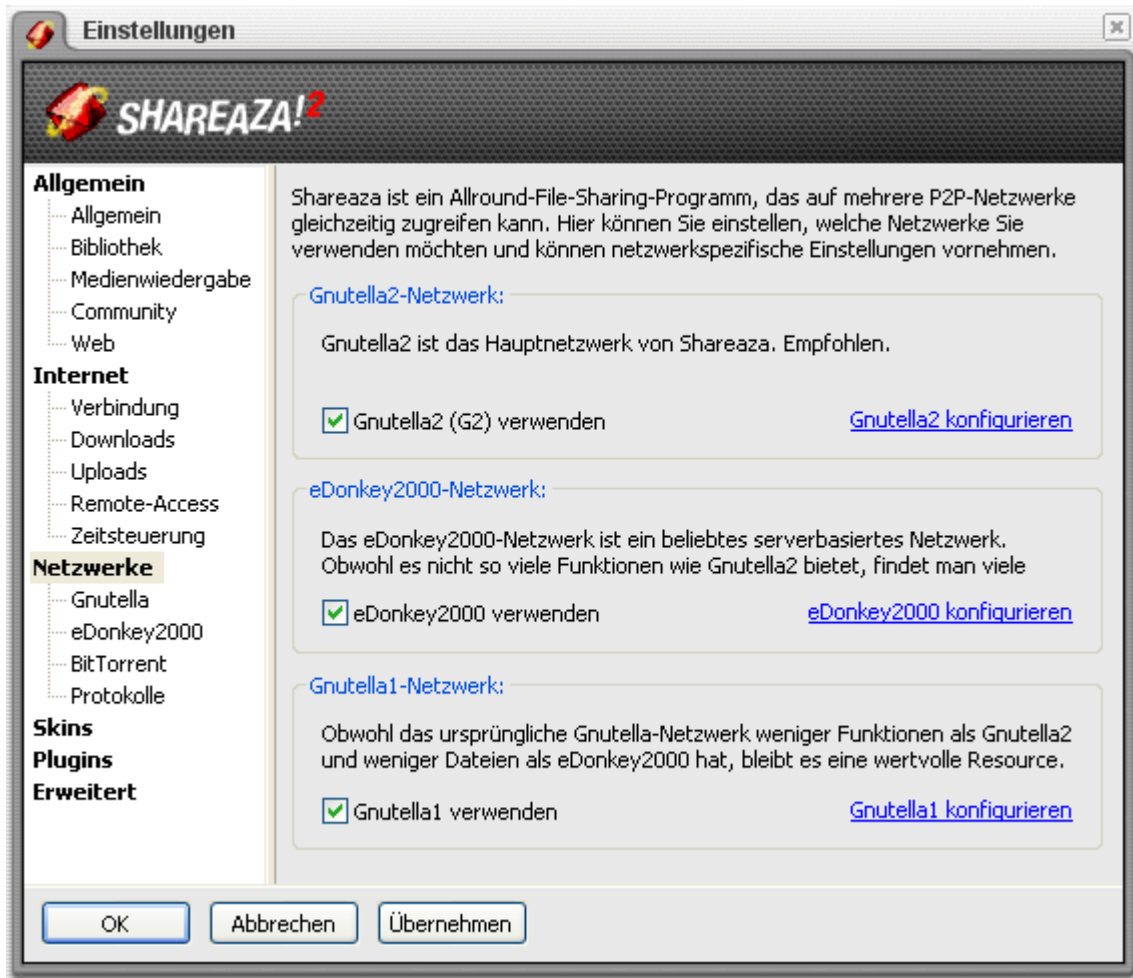 Einstellungen
SHAREAZA!2
Allgemein
Allgemein
Bibliothek
Medienwiedergabe
Community
Web
Internet
Verbindung
Downloads
Uploads
Remote-Access
Zeitsteuerung
Netzwerke
Gnutella
eDonkey2000
BitTorrent
Protokolle
Skins
Plugins
Erweitert
Shareaza ist ein Allround-File-Sharing-Programm, das auf mehrere P2P-Netzwerke
gleichzeitig zugreifen kann. Hier können Sie einstellen, welche Netzwerke Sie
verwenden möchten und können netzwerkspezifische Einstellungen vornehmen.
Gnutella2-Netzwerk:
Gnutella2 ist das Hauptnetzwerk von Shareaza. Empfohlen.
Gnutella2 (G2) verwenden Gnutella2 konfigurieren
eDonkey2000-Netzwerk:
Das eDonkey2000-Netzwerk ist ein beliebtes serverbasiertes Netzwerk.
Obwohl es nicht so viele Funktionen wie Gnutella2 bietet, findet man viele
eDonkey2000 verwenden eDonkey2000 konfigurieren
Gnutella1-Netzwerk:
Obwohl das ursprüngliche Gnutella-Netzwerk weniger Funktionen als Gnutella2
und weniger Dateien als eDonkey2000 hat, bleibt es eine wertvolle Resource.
Gnutella1 verwenden Gnutella1 konfigurieren
OK Abbrechen Übernehmen